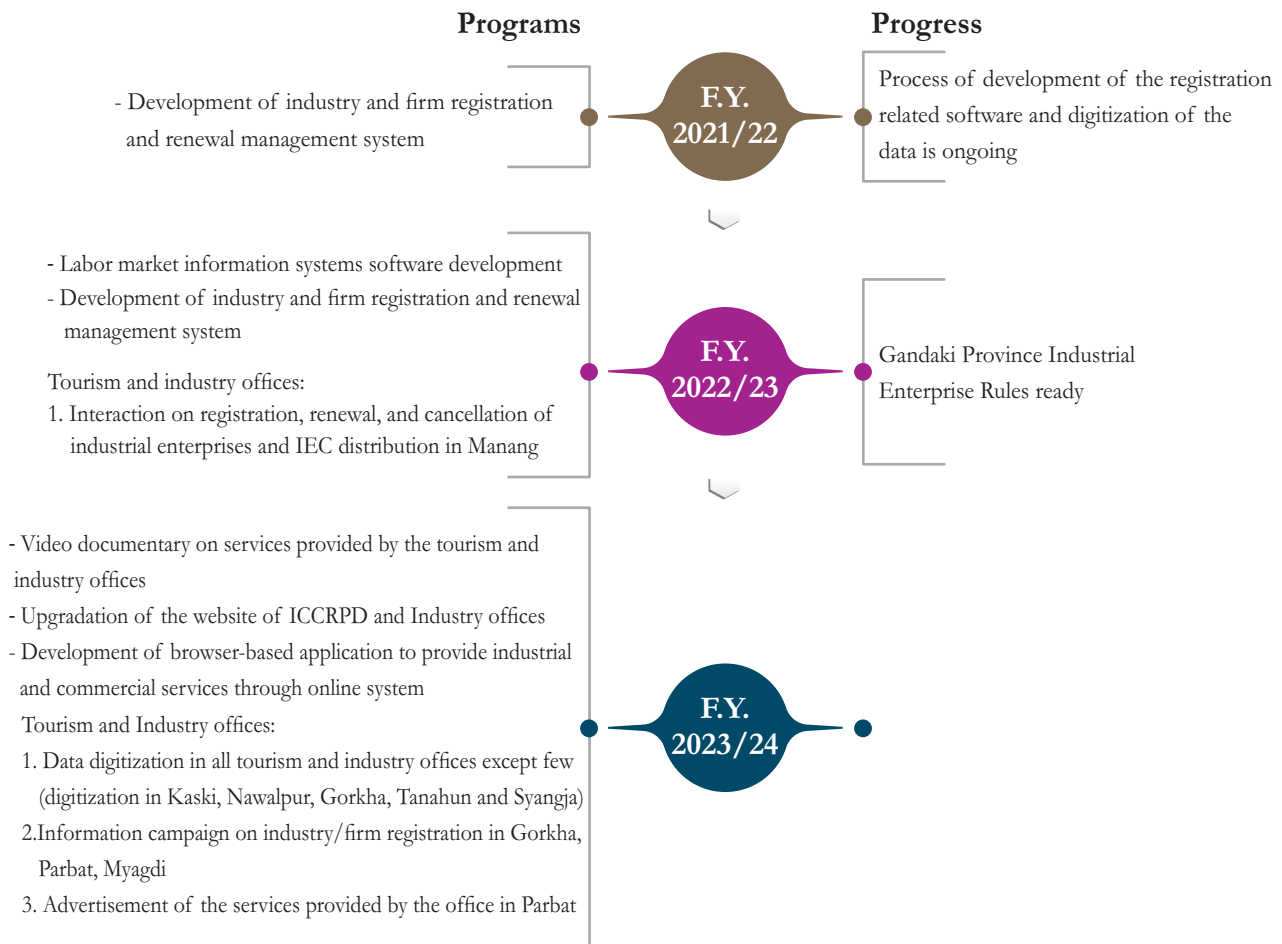 Programs
Progress
- Development of industry and firm registration
and renewal management system
F.Y.
2021/22
Process of development of the registration
related software and digitization of the
data is ongoing
- Labor market information systems software development
- Development of industry and firm registration and renewal
management system
Tourism and industry offices:
1. Interaction on registration, renewal, and cancellation of
industrial enterprises and IEC distribution in Manang
F.Y.
2022/23
Gandaki Province Industrial
Enterprise Rules ready
- Video documentary on services provided by the tourism and
industry offices
- Upgradation of the website of ICCRPD and Industry offices
- Development of browser-based application to provide industrial
and commercial services through online system
Tourism and Industry offices:
1. Data digitization in all tourism and industry offices except few
(digitization in Kaski, Nawalpur, Gorkha, Tanahun and Syangja)
2.Information campaign on industry/firm registration in Gorkha,
Parbat, Myagdi
3. Advertisement of the services provided by the office in Parbat
F.Y.
2023/24